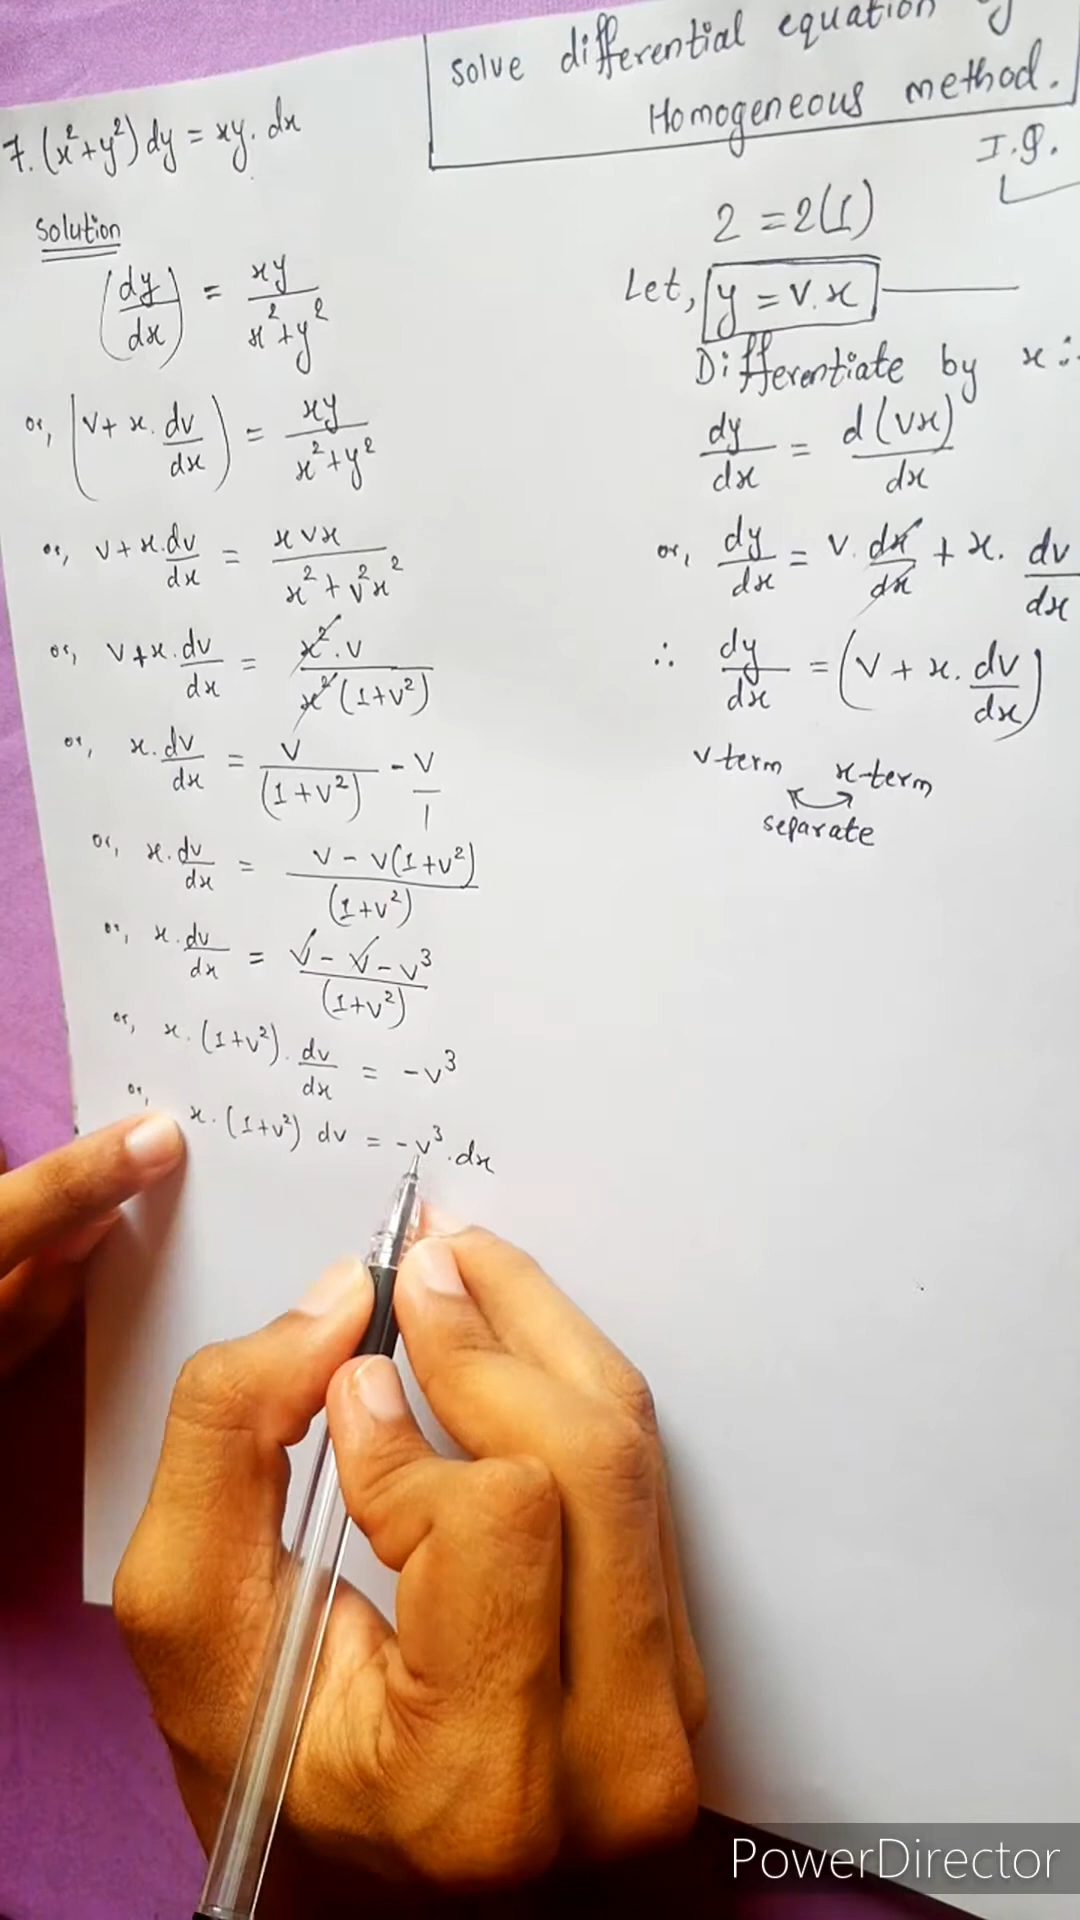 solve differential equation
Homogeneous method.
I.g.
7. (x²+y²) dy = xy. dx
Solution
(dy/dx) = xy/x²+y²
or, (v+x.dv/dx) = xy/x²+y²
or, v+x.dv/dx = xvx/x²+v²x²
or, v+x.dv/dx = x².v/x²(1+v²)
or, x.dv/dx = v/(1+v²) - v/1
or, x.dv/dx = v-v(1+v²)/(1+v²)
or, x.dv/dx = v-v-v³/(1+v²)
or, x.(1+v²).dv/dx = -v³
or, x.(1+v²) dv = -v³.dx
2 = 2(1)
Let, y = v.x
Differentiate by x:-
dy/dx = d(vx)/dx
or, dy/dx = v.dx/dx + x.dv/dx
∴ dy/dx = (v + x.dv/dx)
v-term x-term
separate
PowerDirector